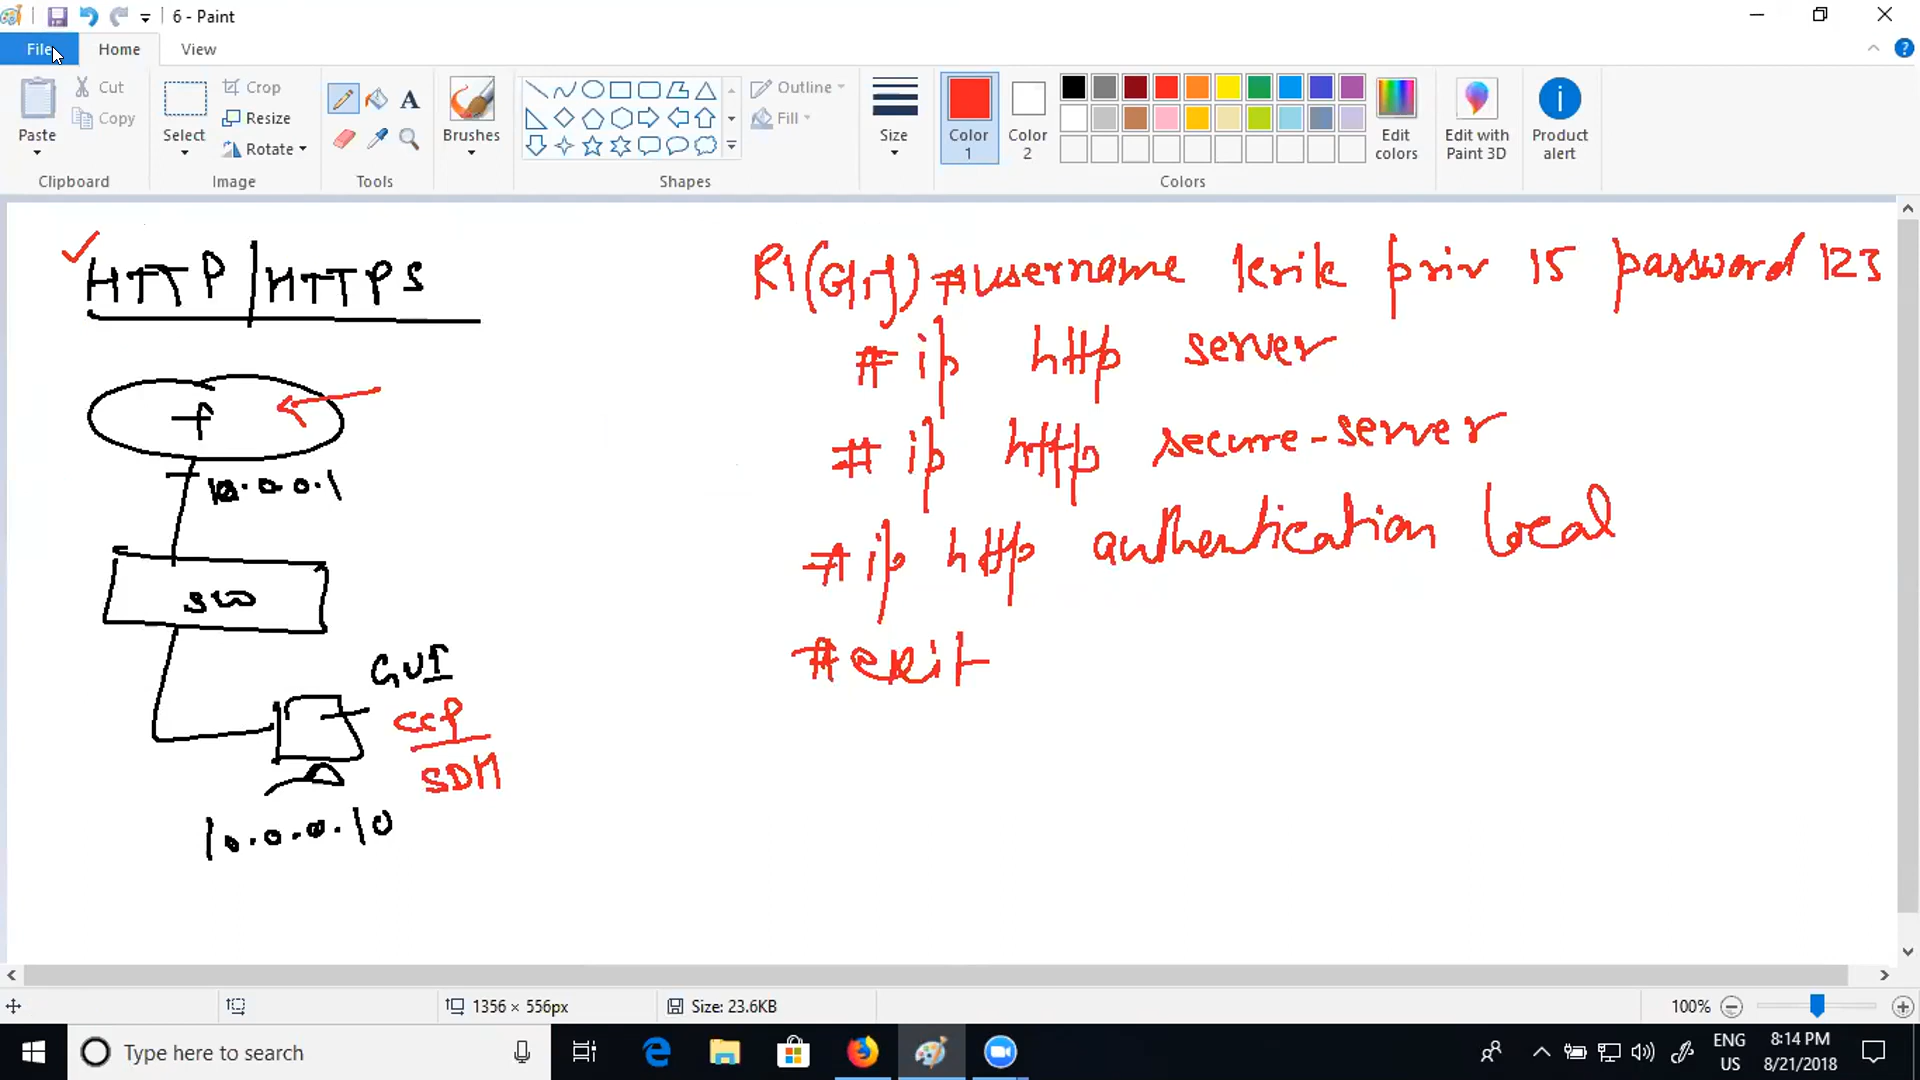 6 - Paint
File
Home
View
Paste
Cut
Copy
Clipboard
Select
Crop
Resize
Rotate
Image
A
Tools
Brushes
Shapes
Outline
Fill
Size
Color 1
Color 2
Colors
Edit colors
Edit with Paint 3D
Product alert
HTTP/HTTPS
10.0.0.1
SW
GUI
CCP
SDM
10.0.0.10
R1(config)#username krik priv 15 password 123
#ip http server
#ip http secure-server
#ip http authentication local
#exit
1356 × 556px
Size: 23.6KB
100%
Type here to search
ENG
US
8:14 PM
8/21/2018